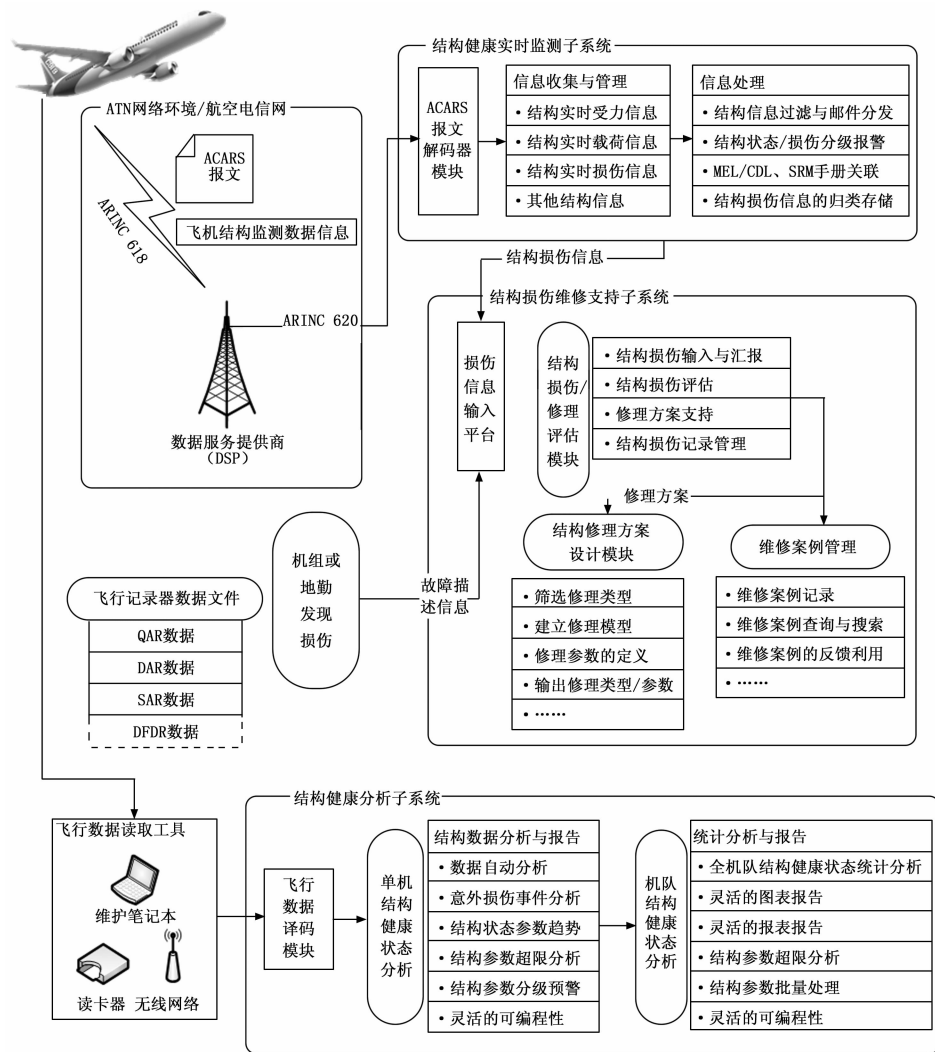 结构健康实时监测子系统
ACARS
报文
解码器
模块
信息收集与管理
·结构实时受力信息
·结构实时载荷信息
·结构实时损伤信息
·其他结构信息
信息处理
·结构信息过滤与邮件分发
·结构状态/损伤分级报警
·MEL/CDL、SRM手册关联
·结构损伤信息的归类存储
ATN网络环境/航空电信网
ACARS
报文
ARINC 618
飞机结构监测数据信息
ARINC 620
数据服务提供商
(DSP)
结构损伤信息
结构损伤维修支持子系统
损伤
信息
输入
平台
结构
损伤/
修理
评估
模块
·结构损伤输入与汇报
·结构损伤评估
·修理方案支持
·结构损伤记录管理
修理方案
结构修理方案
设计模块
·筛选修理类型
·建立修理模型
·修理参数的定义
·输出修理类型/参数
·……
维修案例管理
·维修案例记录
·维修案例查询与搜索
·维修案例的反馈利用
·……
机组或
地勤
发现
损伤
故障描
述信息
飞行记录器数据文件
QAR数据
DAR数据
SAR数据
DFDR数据
飞行数据读取工具
维护笔记本
读卡器 无线网络
结构健康分析子系统
飞行
数据
译码
模块
单机
结构
健康
状态
分析
结构数据分析与报告
·数据自动分析
·意外损伤事件分析
·结构状态参数趋势
·结构参数超限分析
·结构参数分级预警
·灵活的可编程性
机队
结构
健康
状态
分析
统计分析与报告
·全机队结构健康状态统计分析
·灵活的图表报告
·灵活的报表报告
·结构参数超限分析
·结构参数批量处理
·灵活的可编程性